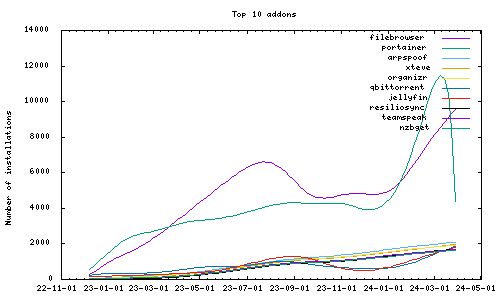 Top 10 addons
14000
12000
10000
8000
6000
4000
2000
0
Number of installations
filebrowser
portainer
arpspoof
xteve
organizr
qbittorrent
jellyfin
resiliosync
teamspeak
nzbget
22-11-01 23-01-01 23-03-01 23-05-01 23-07-01 23-09-01 23-11-01 24-01-01 24-03-01 24-05-01